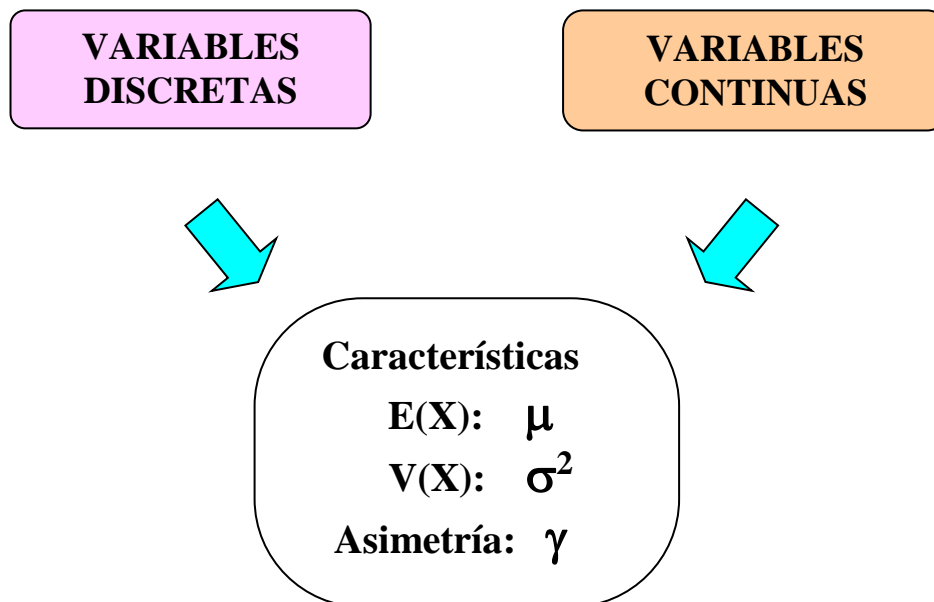 VARIABLES
DISCRETAS
VARIABLES
CONTINUAS
Características
E(X): μ
V(X): σ²
Asimetría: γ